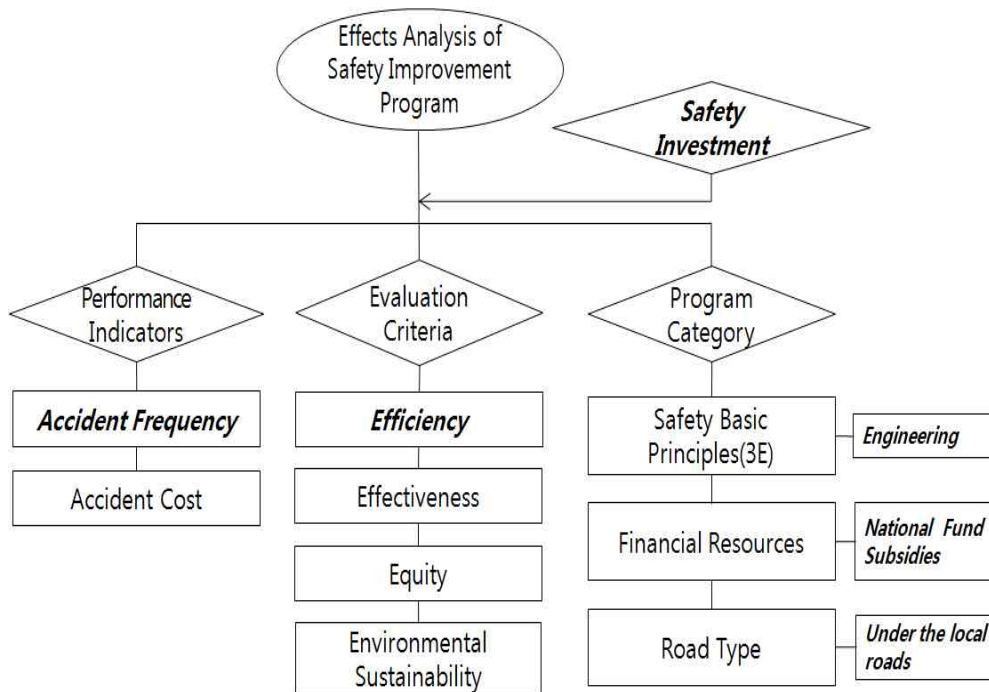 Effects Analysis of
Safety Improvement
Program
Safety
Investment
Performance
Indicators
Evaluation
Criteria
Program
Category
Accident Frequency
Accident Cost
Efficiency
Effectiveness
Equity
Environmental
Sustainability
Safety Basic
Principles(3E)
Engineering
Financial Resources
National Fund
Subsidies
Road Type
Under the local
roads